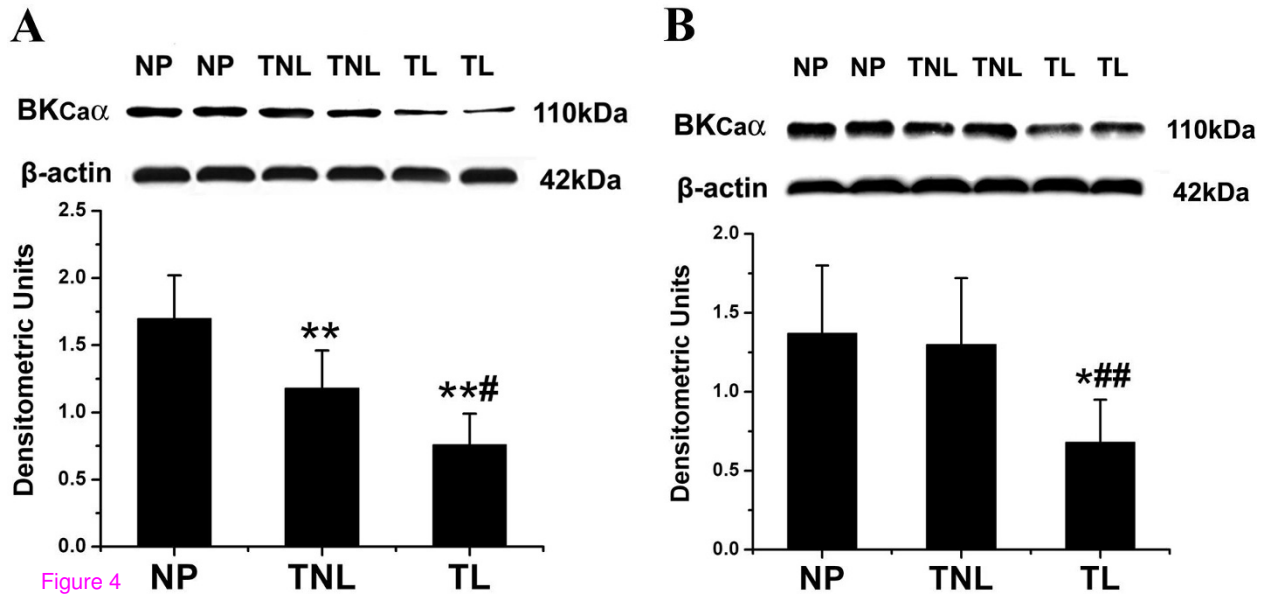 A
NP NP TNL TNL TL TL
BKCaα 110kDa
β-actin 42kDa
2.5
2.0
1.5
1.0
0.5
0.0
Densitometric Units
**
**#
NP TNL TL
Figure 4
B
NP NP TNL TNL TL TL
BKCaα 110kDa
β-actin 42kDa
2.0
1.5
1.0
0.5
0.0
Densitometric Units
*##
NP TNL TL